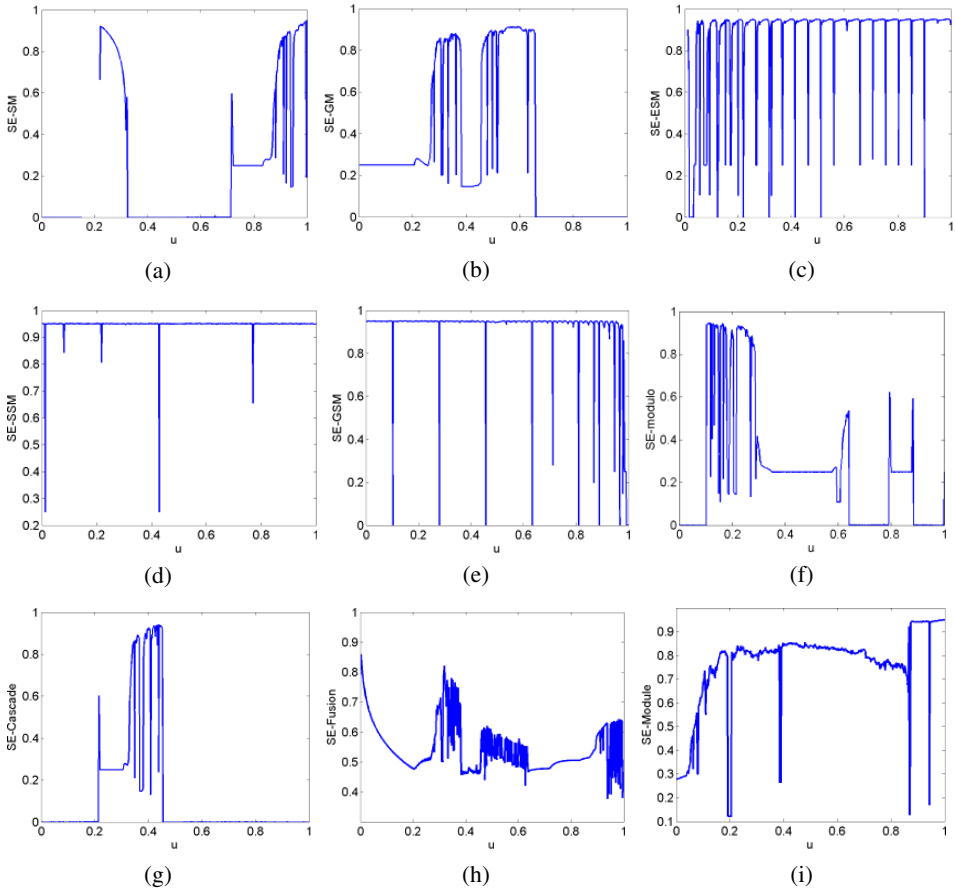 1
0.8
0.6
0.4
0.2
0
0 0.2 0.4 0.6 0.8 1
SE-SM
u
(a)
1
0.8
0.6
0.4
0.2
0
0 0.2 0.4 0.6 0.8 1
SE-GM
u
(b)
1
0.8
0.6
0.4
0.2
0
0 0.2 0.4 0.6 0.8 1
SE-ESM
u
(c)
1
0.9
0.8
0.7
0.6
0.5
0.4
0.3
0.2
0 0.2 0.4 0.6 0.8 1
SE-SSM
u
(d)
1
0.8
0.6
0.4
0.2
0
0 0.2 0.4 0.6 0.8 1
SE-GSM
u
(e)
1
0.8
0.6
0.4
0.2
0
0 0.2 0.4 0.6 0.8 1
SE-modulo
u
(f)
1
0.8
0.6
0.4
0.2
0
0 0.2 0.4 0.6 0.8 1
SE-Cascade
u
(g)
1
0.9
0.8
0.7
0.6
0.5
0.4
0 0.2 0.4 0.6 0.8 1
SE-Fusion
u
(h)
0.9
0.8
0.7
0.6
0.5
0.4
0.3
0.2
0.1
0 0.2 0.4 0.6 0.8 1
SE-Module
u
(i)